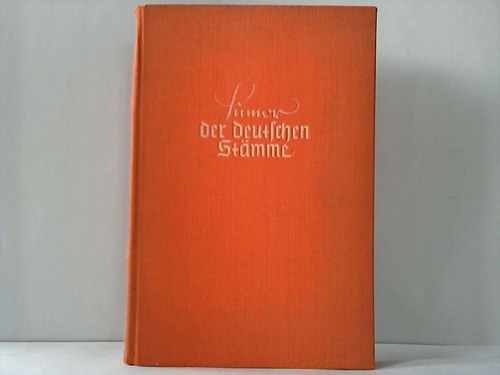 Humor
der deutschen
Stämme